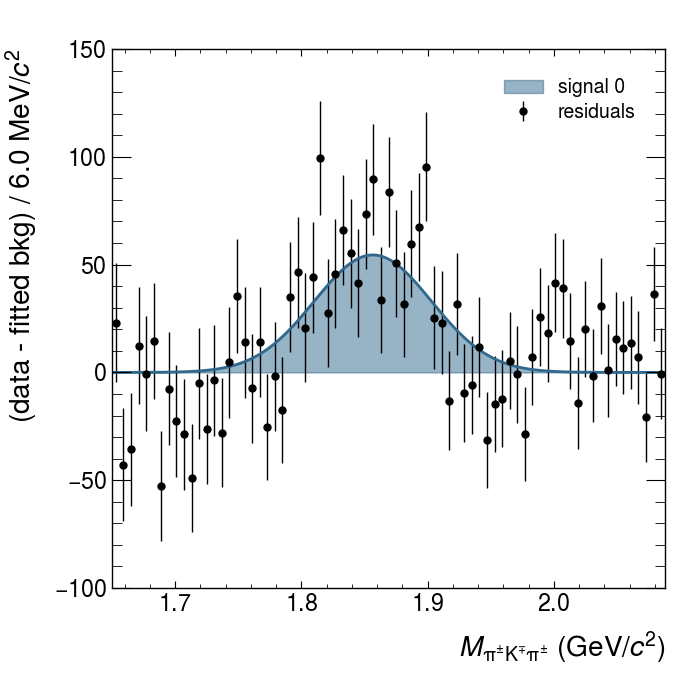 (data - fitted bkg) / 6.0 MeV/c²
150
100
50
0
−50
−100
signal 0
residuals
1.7 1.8 1.9 2.0
M_{π±K∓π±} (GeV/c²)